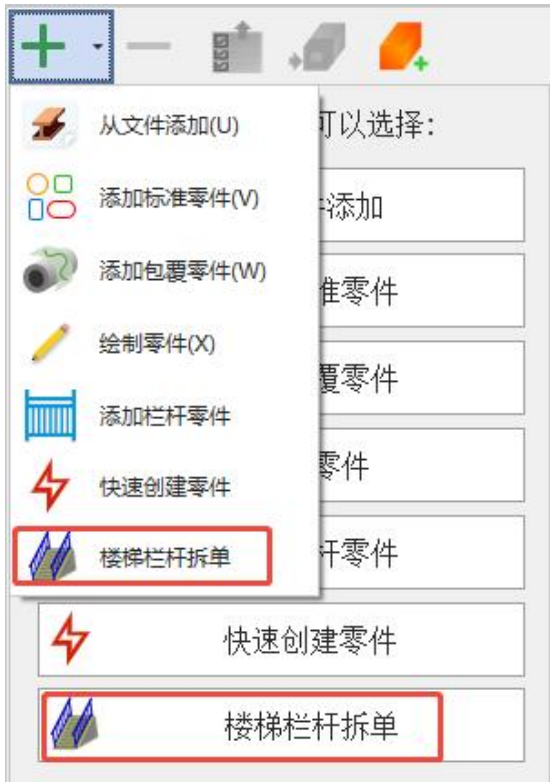 从文件添加(U)
添加标准零件(V)
添加包覆零件(W)
绘制零件(X)
添加栏杆零件
快速创建零件
楼梯栏杆拆单
可以选择:
添加
准零件
覆零件
零件
杆零件
快速创建零件
楼梯栏杆拆单